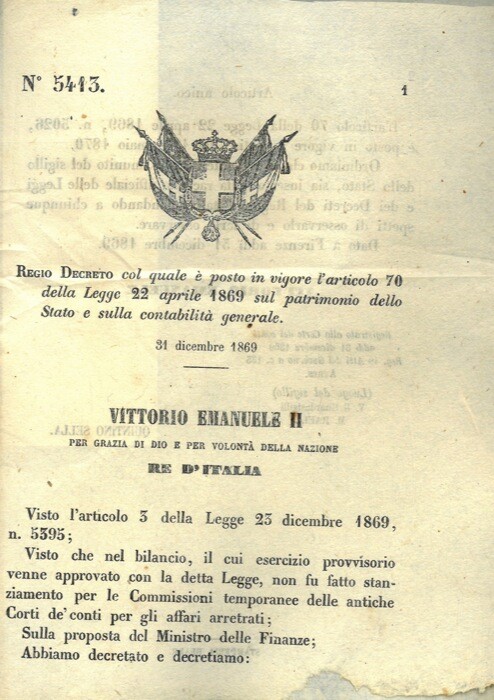 N° 5413.
1
REGIO DECRETO col quale è posto in vigore l'articolo 70
della Legge 22 aprile 1869 sul patrimonio dello
Stato e sulla contabilità generale.
31 dicembre 1869
VITTORIO EMANUELE II
PER GRAZIA DI DIO E PER VOLONTÀ DELLA NAZIONE
RE D'ITALIA
Visto l'articolo 3 della Legge 23 dicembre 1869,
n. 5395;
Visto che nel bilancio, il cui esercizio provvisorio
venne approvato con la detta Legge, non fu fatto stan-
ziamento per le Commissioni temporanee delle antiche
Corti de' conti per gli affari arretrati;
Sulla proposta del Ministro delle Finanze;
Abbiamo decretato e decretiamo: